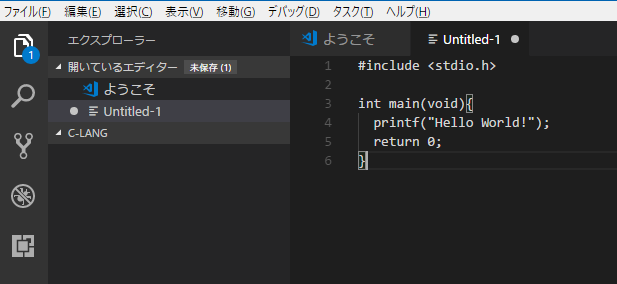 ファイル(F) 編集(E) 選択(C) 表示(V) 移動(G) デバッグ(D) タスク(T) ヘルプ(H)
エクスプローラー
開いているエディター 未保存 (1)
ようこそ
Untitled-1
C-LANG
1
ようこそ Untitled-1
1 #include <stdio.h>
2
3 int main(void){
4 printf("Hello World!");
5 return 0;
6 }